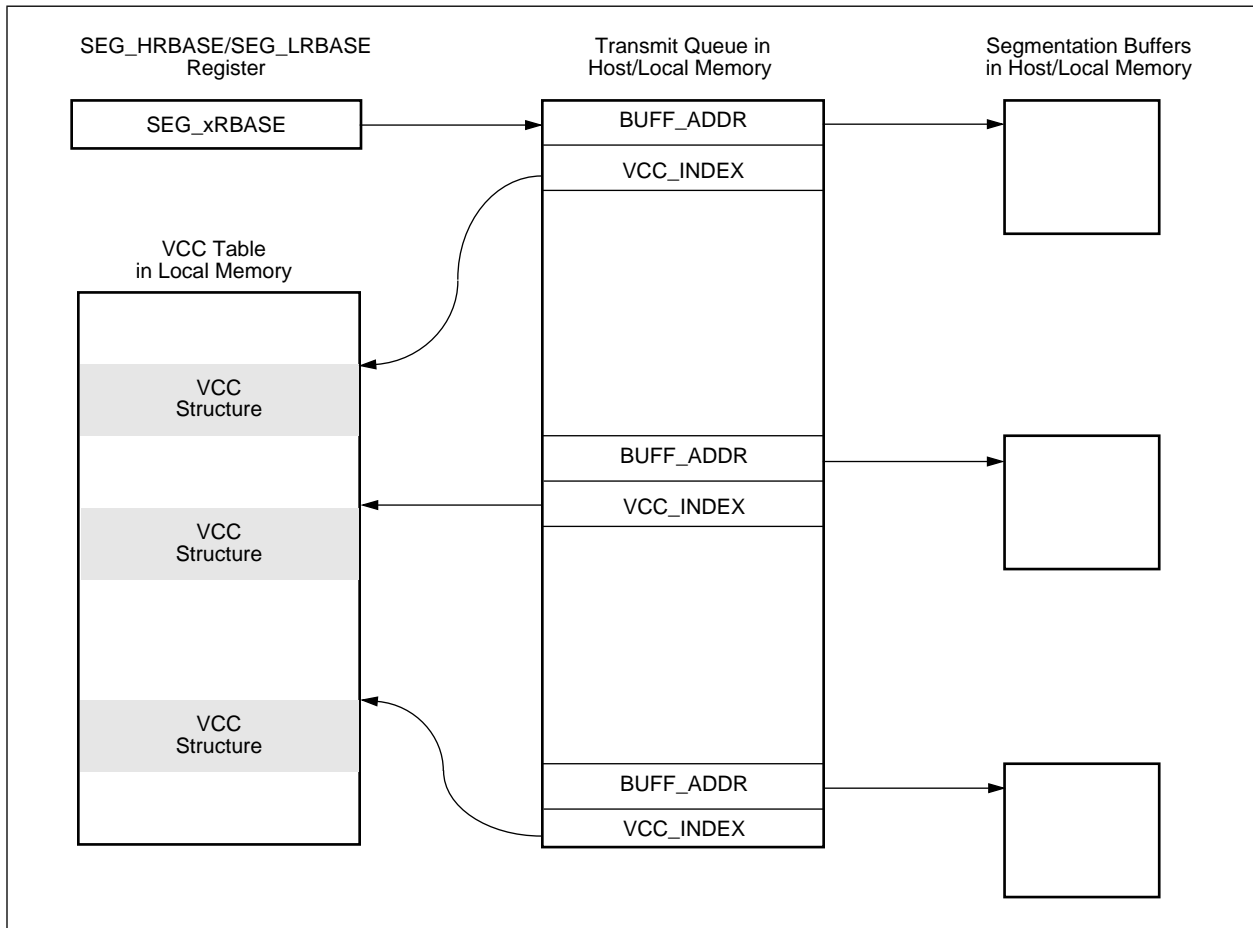 SEG_HRBASE/SEG_LRBASE
Register
SEG_xRBASE
Transmit Queue in
Host/Local Memory
BUFF_ADDR
VCC_INDEX
BUFF_ADDR
VCC_INDEX
BUFF_ADDR
VCC_INDEX
Segmentation Buffers
in Host/Local Memory
VCC Table
in Local Memory
VCC
Structure
VCC
Structure
VCC
Structure